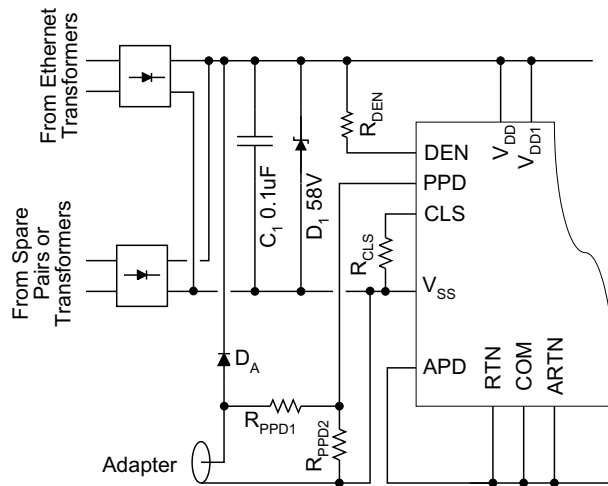 From Ethernet
Transformers
From Spare
Pairs or
Transformers
C1 0.1uF
D1 58V
RDEN
DEN
PPD
CLS
VDD
VDD1
RCLS
VSS
APD
RTN
COM
ARTN
DA
RPPD1
RPPD2
Adapter